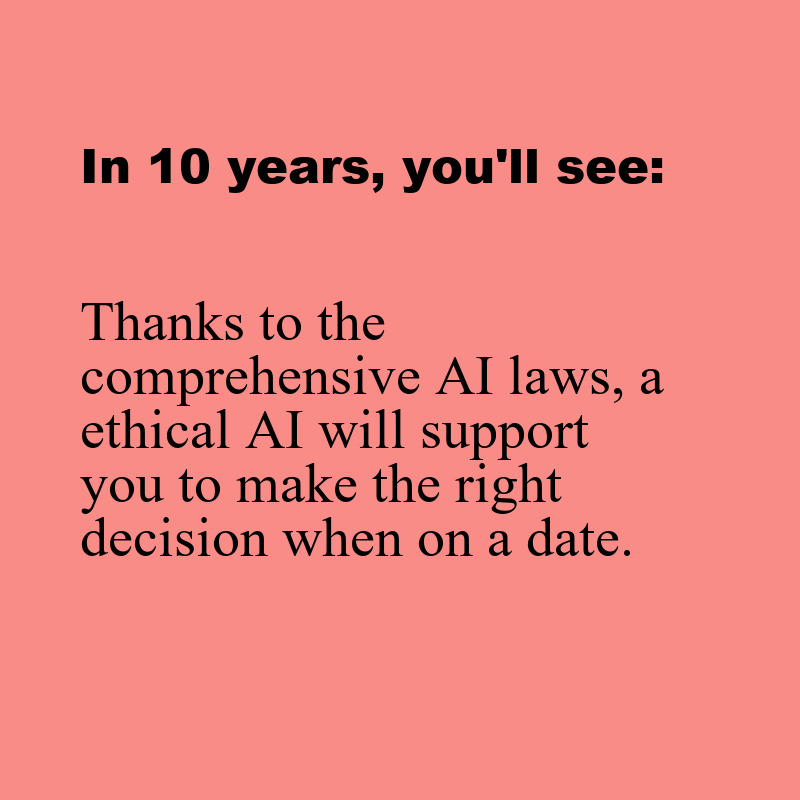 In 10 years, you'll see:
Thanks to the
comprehensive AI laws, a
ethical AI will support
you to make the right
decision when on a date.